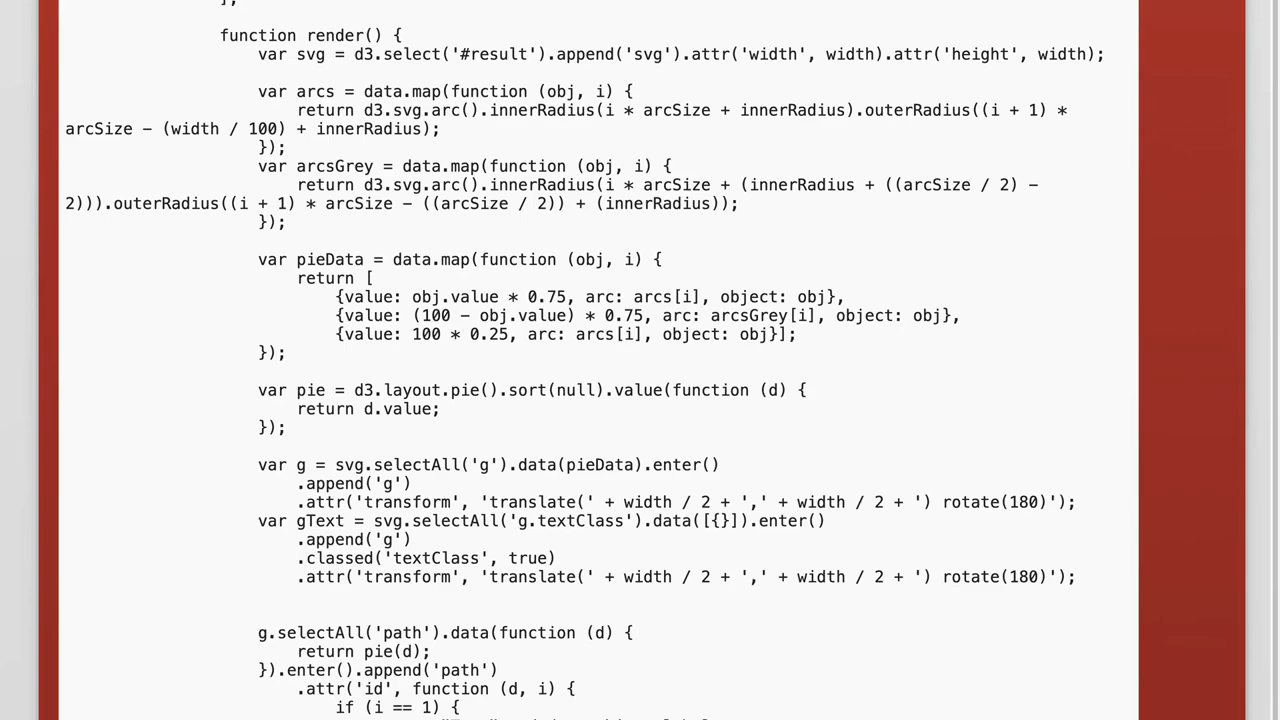 ];
function render() {
var svg = d3.select('#result').append('svg').attr('width', width).attr('height', width);
var arcs = data.map(function (obj, i) {
return d3.svg.arc().innerRadius(i * arcSize + innerRadius).outerRadius((i + 1) *
arcSize - (width / 100) + innerRadius);
});
var arcsGrey = data.map(function (obj, i) {
return d3.svg.arc().innerRadius(i * arcSize + (innerRadius + ((arcSize / 2) -
2))).outerRadius((i + 1) * arcSize - ((arcSize / 2)) + (innerRadius));
});
var pieData = data.map(function (obj, i) {
return [
{value: obj.value * 0.75, arc: arcs[i], object: obj},
{value: (100 - obj.value) * 0.75, arc: arcsGrey[i], object: obj},
{value: 100 * 0.25, arc: arcs[i], object: obj}];
});
var pie = d3.layout.pie().sort(null).value(function (d) {
return d.value;
});
var g = svg.selectAll('g').data(pieData).enter()
.append('g')
.attr('transform', 'translate(' + width / 2 + ',' + width / 2 + ') rotate(180)');
var gText = svg.selectAll('g.textClass').data([{}]).enter()
.append('g')
.classed('textClass', true)
.attr('transform', 'translate(' + width / 2 + ',' + width / 2 + ') rotate(180)');
g.selectAll('path').data(function (d) {
return pie(d);
}).enter().append('path')
.attr('id', function (d, i) {
if (i == 1) {